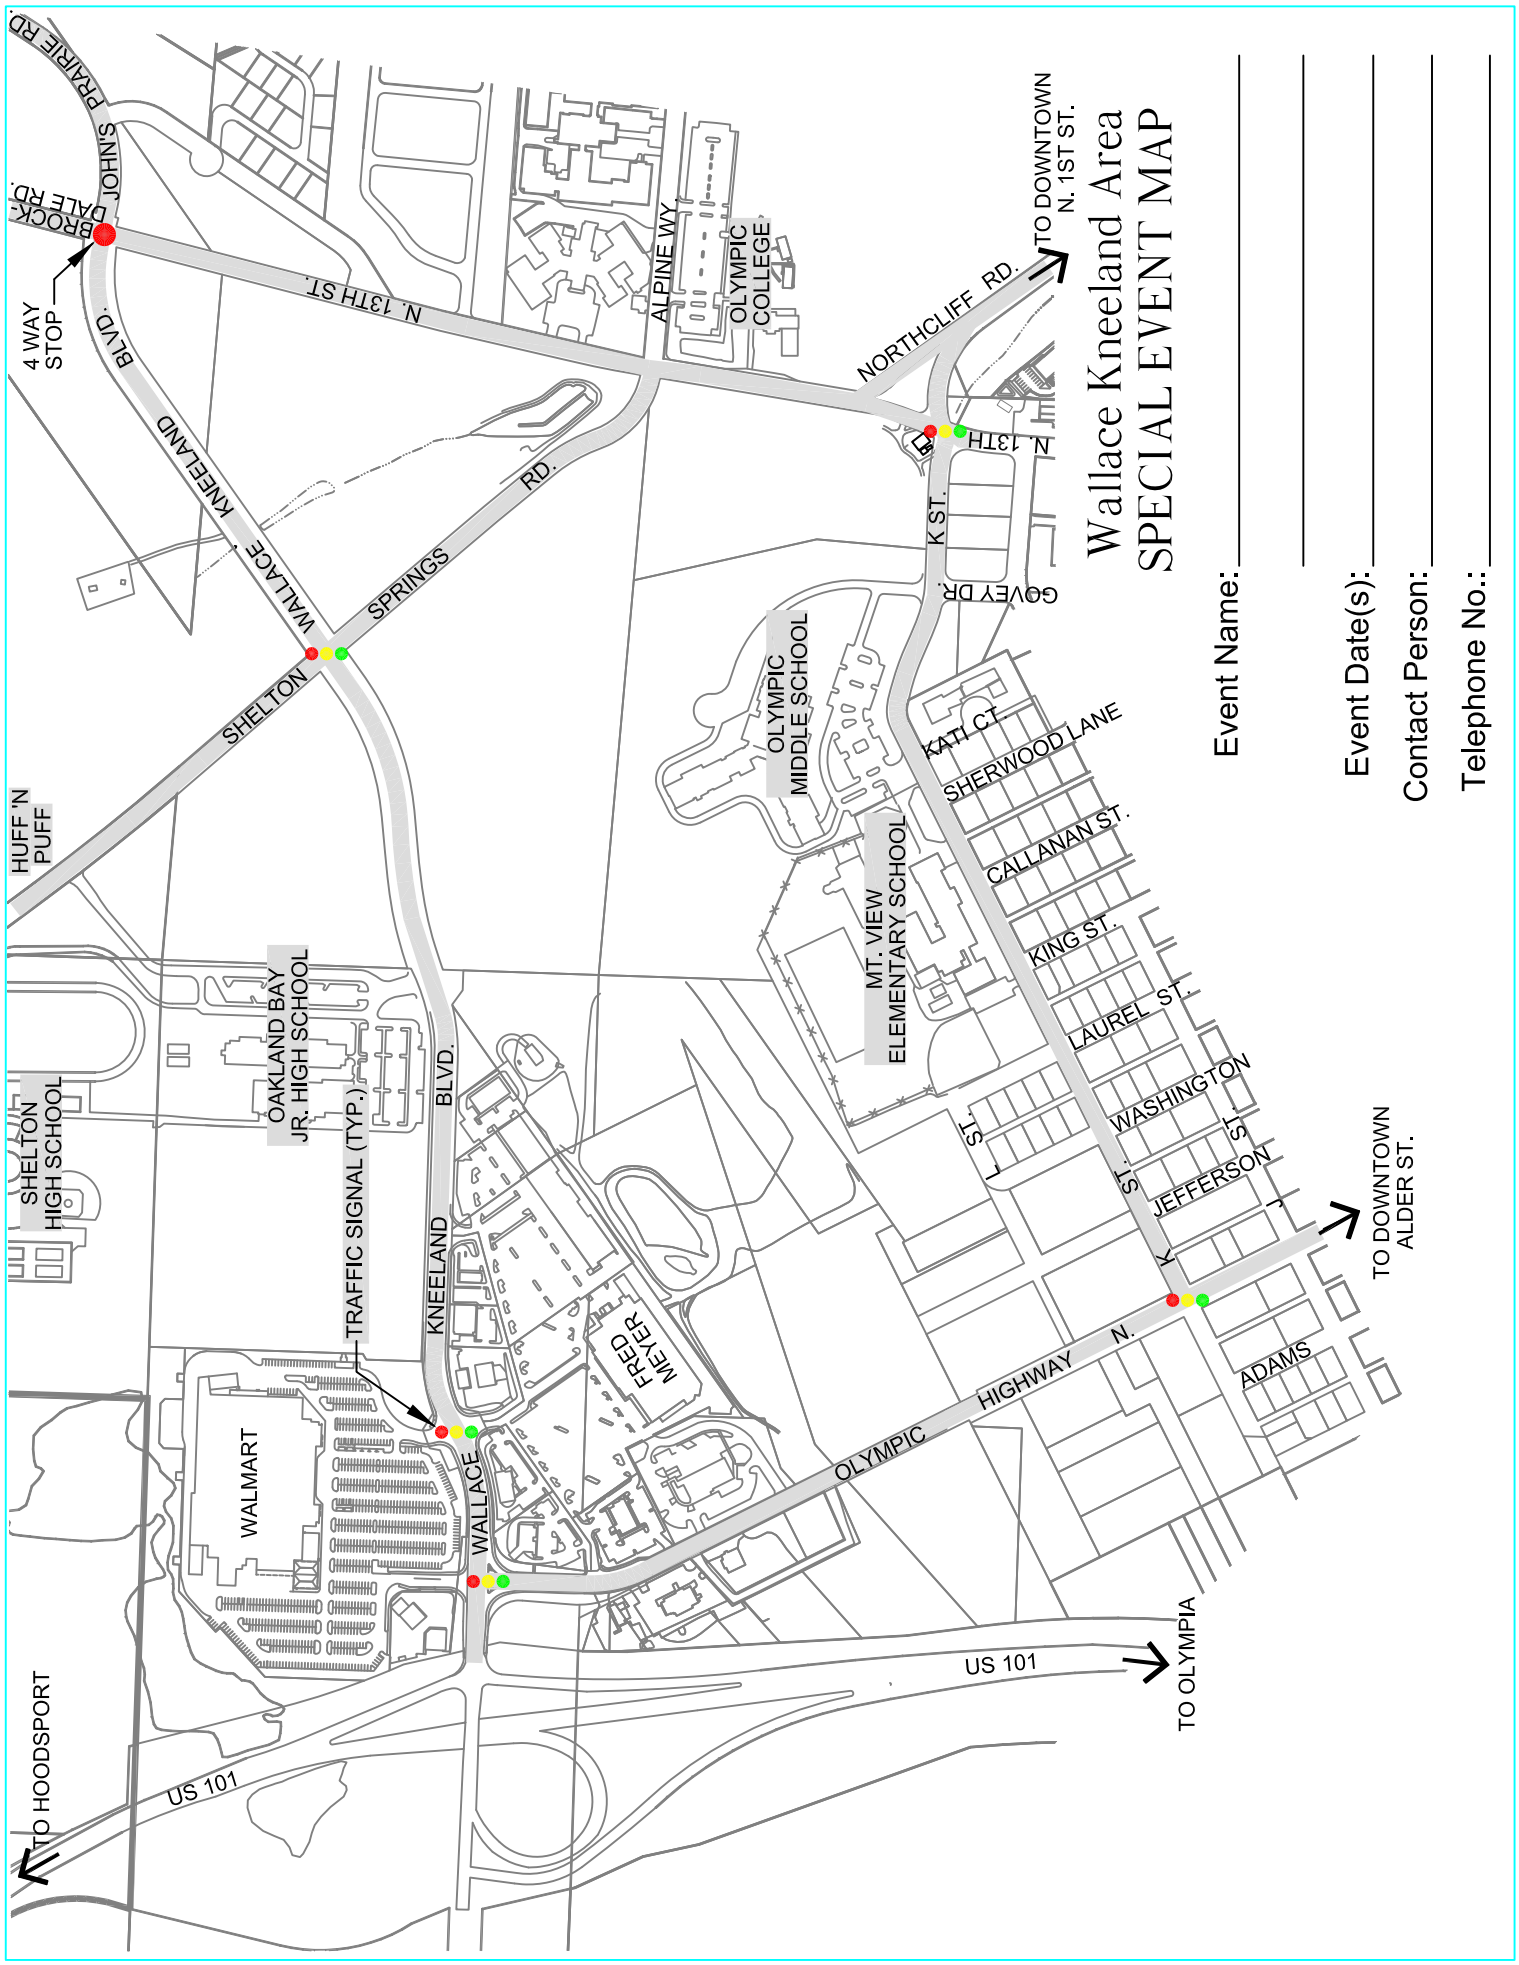 TO HOODSPORT
US 101
WALMART
SHELTON
HIGH SCHOOL
OAKLAND BAY
JR. HIGH SCHOOL
TRAFFIC SIGNAL (TYP.)
HUFF 'N
PUFF
SHELTON
SPRINGS
RD.
4 WAY
STOP
BROCK-
DALE RD.
JOHN'S PRAIRIE RD.
WALLACE KNEELAND BLVD.
WALLACE KNEELAND BLVD.
N. 13TH ST.
ALPINE WY.
OLYMPIC
COLLEGE
NORTHCLIFF RD.
TO DOWNTOWN
N. 1ST ST.
FRED
MEYER
OLYMPIC HIGHWAY N.
US 101
TO OLYMPIA
OLYMPIC
MIDDLE SCHOOL
MT. VIEW
ELEMENTARY SCHOOL
K ST.
N. 13TH
GOVEY DR.
KATI CT.
SHERWOOD LANE
CALLANAN ST.
KING ST.
LAUREL ST.
WASHINGTON
JEFFERSON
L ST.
K ST.
J ST.
ADAMS
TO DOWNTOWN
ALDER ST.
Wallace Kneeland Area
SPECIAL EVENT MAP
Event Name:
Event Date(s):
Contact Person:
Telephone No.: